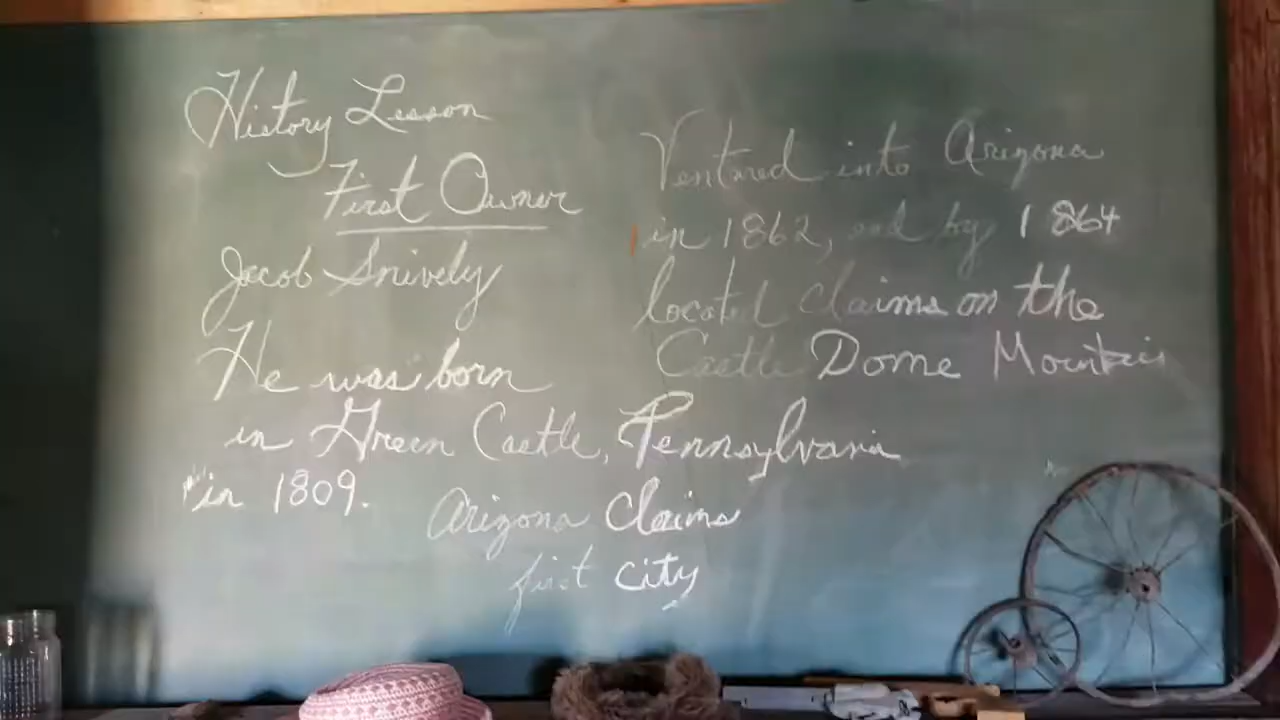 History Lesson
First Owner
Jacob Snively
He was born
in Green Castle, Pennsylvania
in 1809.
Ventured into Arizona
in 1862, and by 1864
located claims on the
Castle Dome Mountain
Arizona Claims
first city